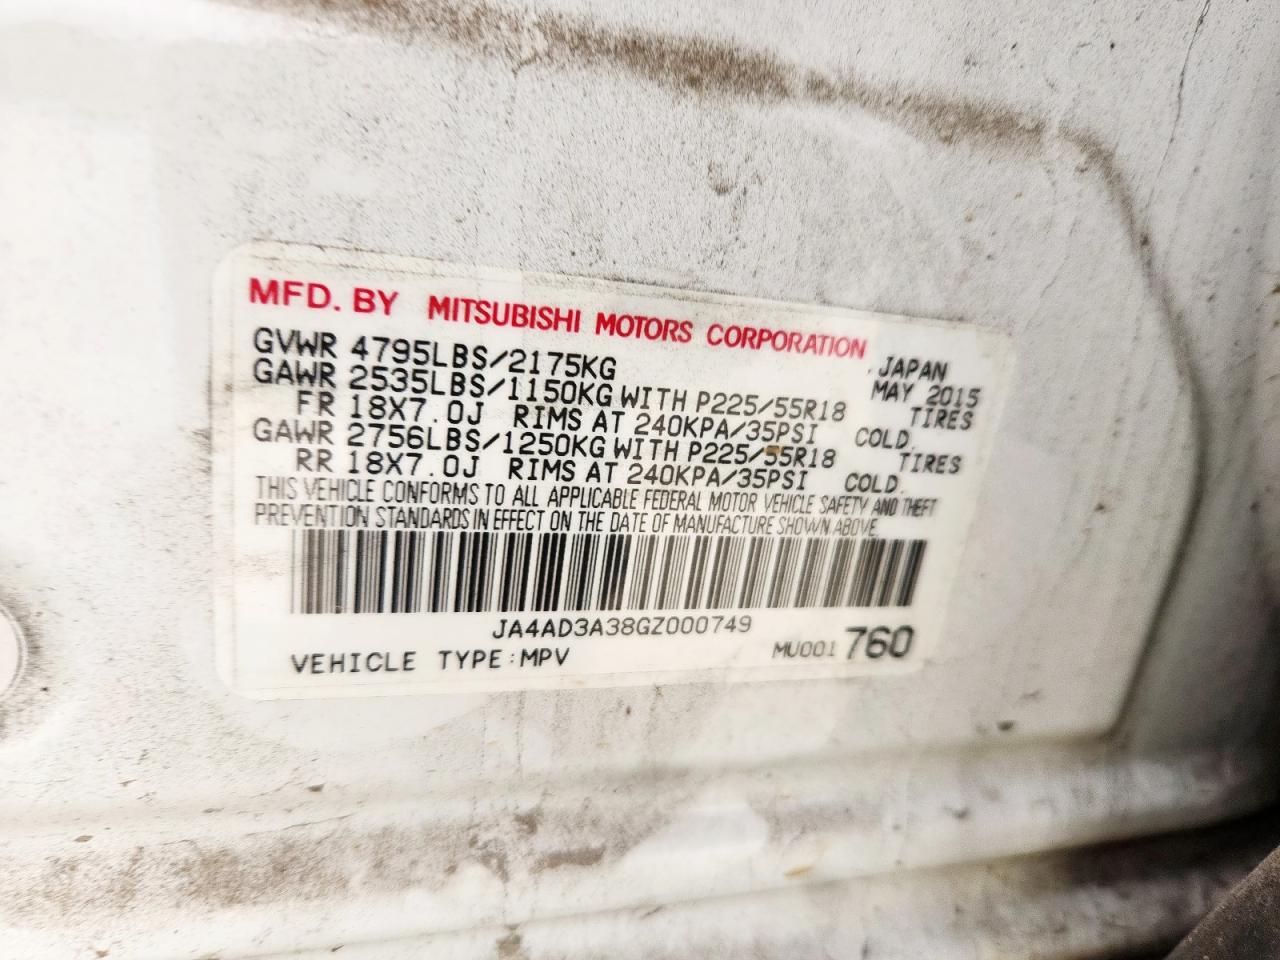 MFD. BY MITSUBISHI MOTORS CORPORATION JAPAN
GVWR 4795LBS/2175KG MAY 2015
GAWR 2535LBS/1150KG WITH P225/55R18 TIRES
FR 18X7.0J RIMS AT 240KPA/35PSI COLD.
GAWR 2756LBS/1250KG WITH P225/55R18 TIRES
RR 18X7.0J RIMS AT 240KPA/35PSI COLD.
THIS VEHICLE CONFORMS TO ALL APPLICABLE FEDERAL MOTOR VEHICLE SAFETY AND THEFT
PREVENTION STANDARDS IN EFFECT ON THE DATE OF MANUFACTURE SHOWN ABOVE.
JA4AD3A38GZ000749
VEHICLE TYPE:MPV MU001 760